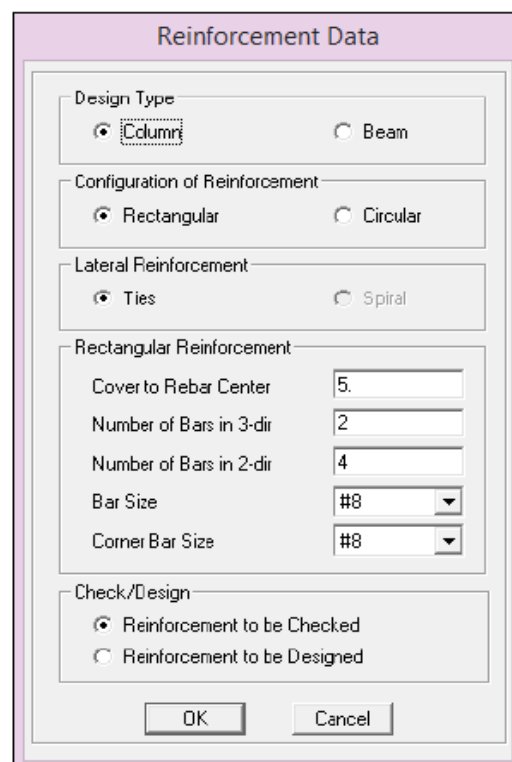 Reinforcement Data
Design Type
Column Beam
Configuration of Reinforcement
Rectangular Circular
Lateral Reinforcement
Ties Spiral
Rectangular Reinforcement
Cover to Rebar Center 5.
Number of Bars in 3-dir 2
Number of Bars in 2-dir 4
Bar Size #8
Corner Bar Size #8
Check/Design
Reinforcement to be Checked
Reinforcement to be Designed
OK Cancel